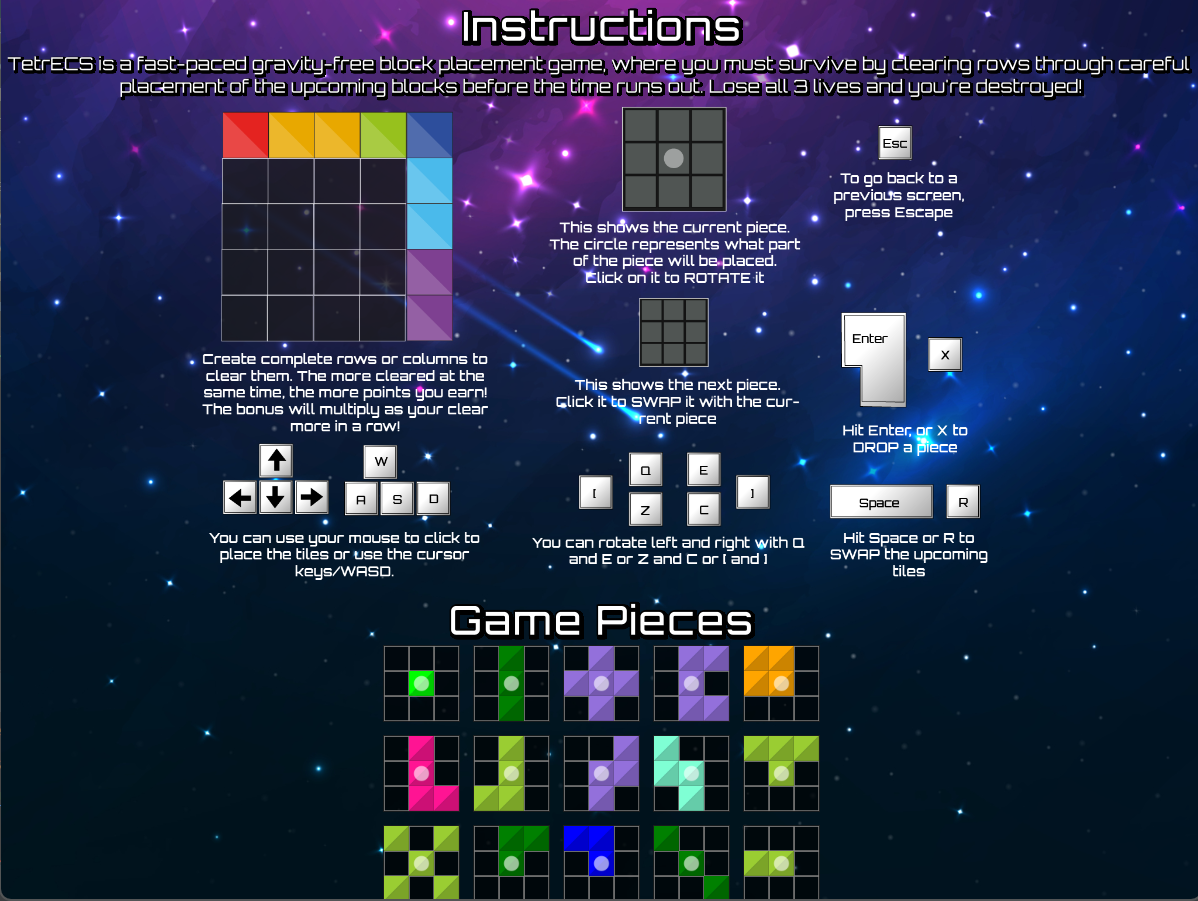 Instructions
TetrECS is a fast-paced gravity-free block placement game, where you must survive by clearing rows through careful
placement of the upcoming blocks before the time runs out. Lose all 3 lives and you're destroyed!
Create complete rows or columns to
clear them. The more cleared at the
same time, the more points you earn!
The bonus will multiply as your clear
more in a row!
This shows the current piece.
The circle represents what part
of the piece will be placed.
Click on it to ROTATE it
Esc
To go back to a
previous screen,
press Escape
This shows the next piece.
Click it to SWAP it with the cur-
rent piece
Enter
X
Hit Enter or X to
DROP a piece
W
A S D
You can use your mouse to click to
place the tiles or use the cursor
keys/WASD.
Q E
[ ]
Z C
You can rotate left and right with Q
and E or Z and C or [ and ]
Space R
Hit Space or R to
SWAP the upcoming
tiles
Game Pieces